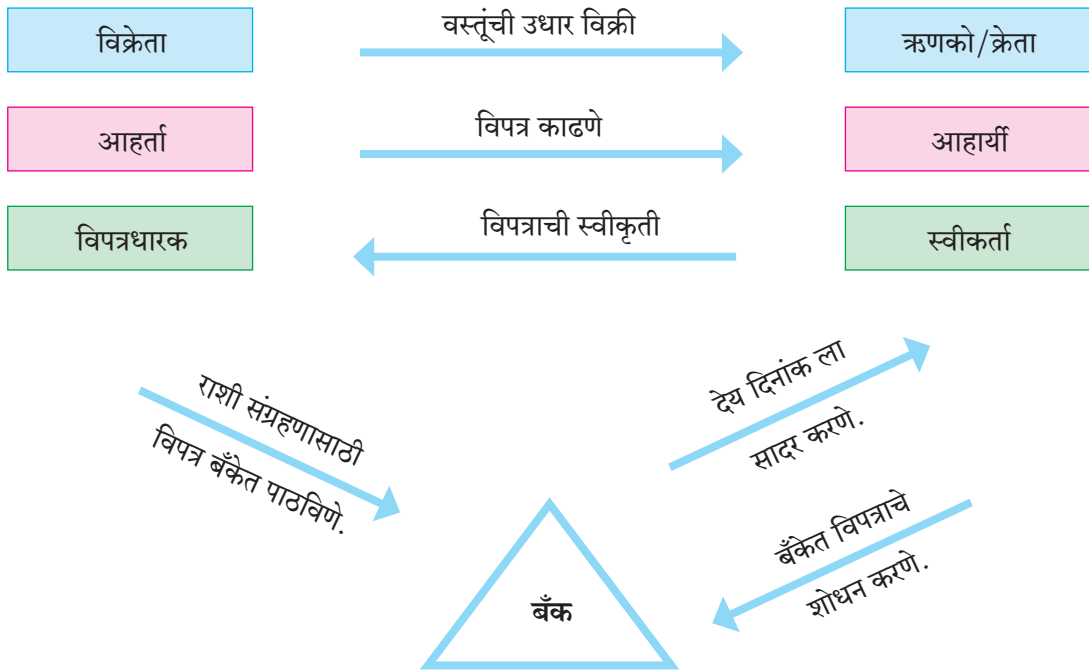 विक्रेता
वस्तूंची उधार विक्री
ऋणको/क्रेता
आहर्ता
विपत्र काढणे
आहार्यी
विपत्रधारक
विपत्राची स्वीकृती
स्वीकर्ता
राशी संग्रहणासाठी
विपत्र बँकेत पाठविणे.
देय दिनांक ला
सादर करणे.
बँकेत विपत्राचे
शोधन करणे.
बँक